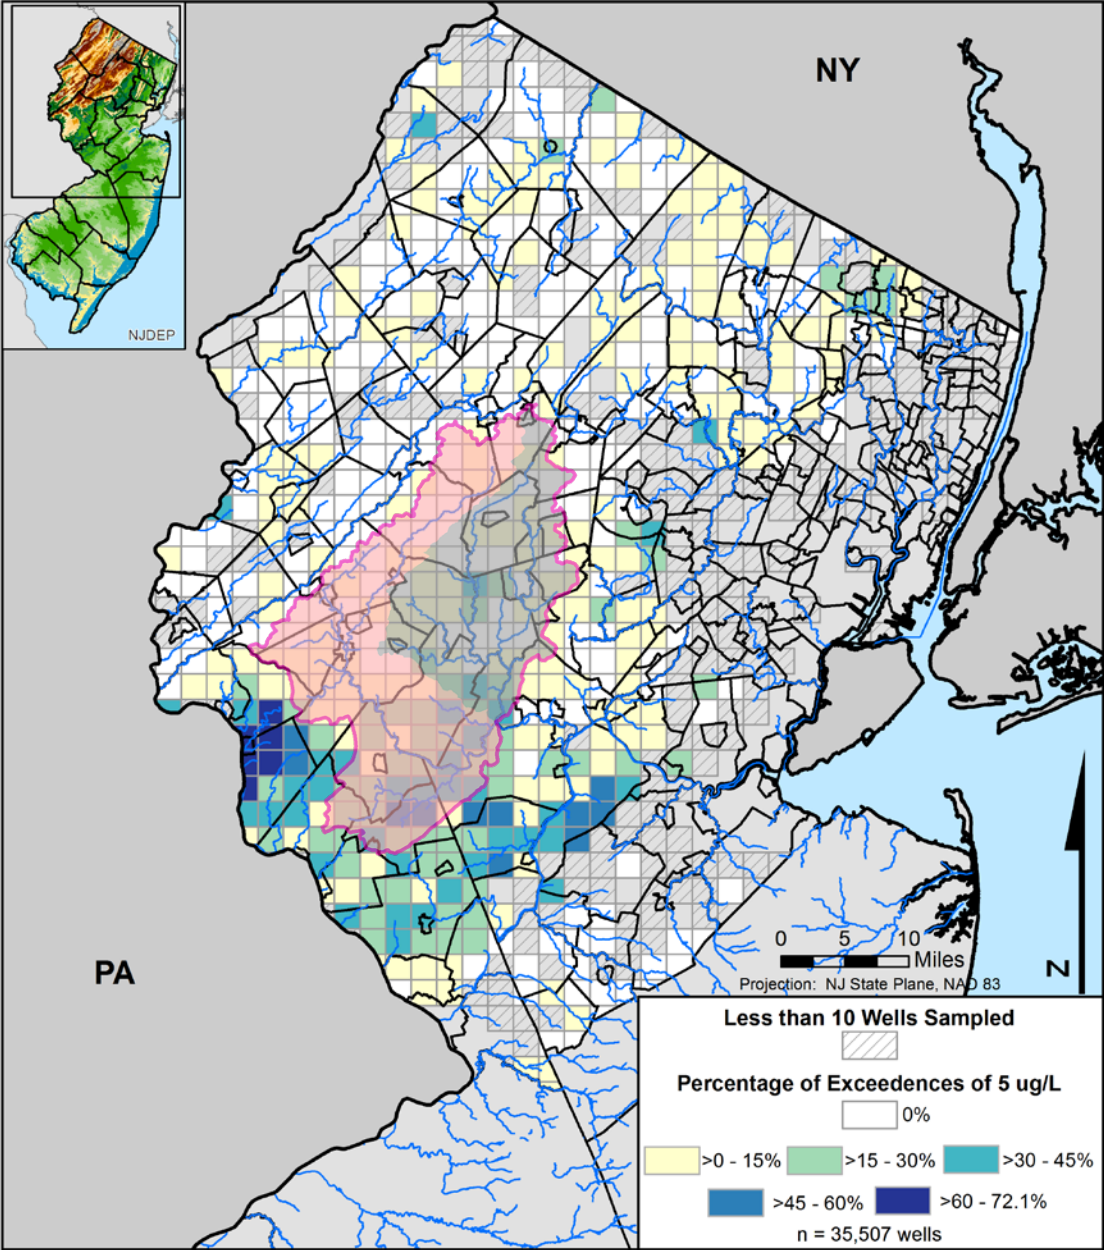 NY
NJDEP
PA
0 5 10
Miles
Projection: NJ State Plane, NAD 83
N
Less than 10 Wells Sampled
Percentage of Exceedences of 5 ug/L
0%
>0 - 15% >15 - 30% >30 - 45%
>45 - 60% >60 - 72.1%
n = 35,507 wells